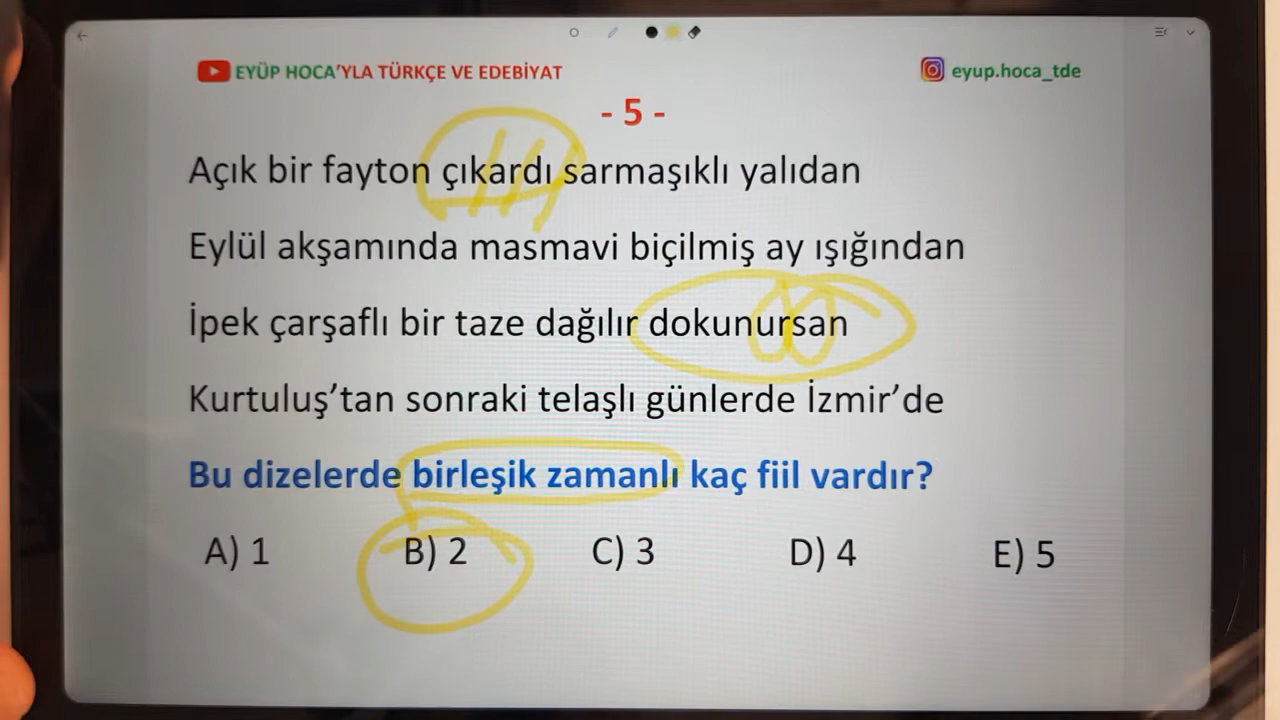 EYÜP HOCA'YLA TÜRKÇE VE EDEBİYAT
eyup.hoca_tde
- 5 -
Açık bir fayton çıkardı sarmaşıklı yalıdan
Eylül akşamında masmavi biçilmiş ay ışığından
İpek çarşaflı bir taze dağılır dokunursan
Kurtuluş'tan sonraki telaşlı günlerde İzmir'de
Bu dizelerde birleşik zamanlı kaç fiil vardır?
A) 1 B) 2 C) 3 D) 4 E) 5